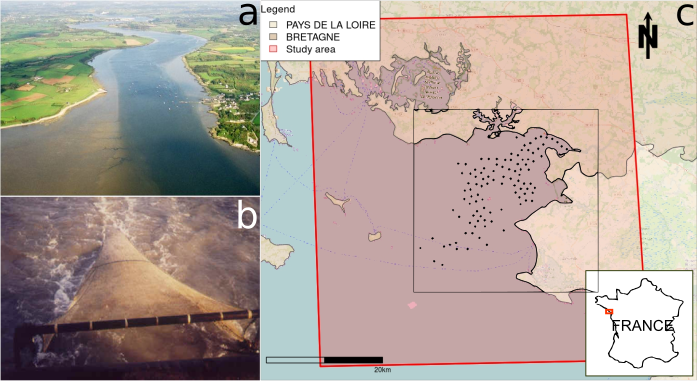 a
b
c
Legend
PAYS DE LA LOIRE
BRETAGNE
Study area
N
20km
FRANCE